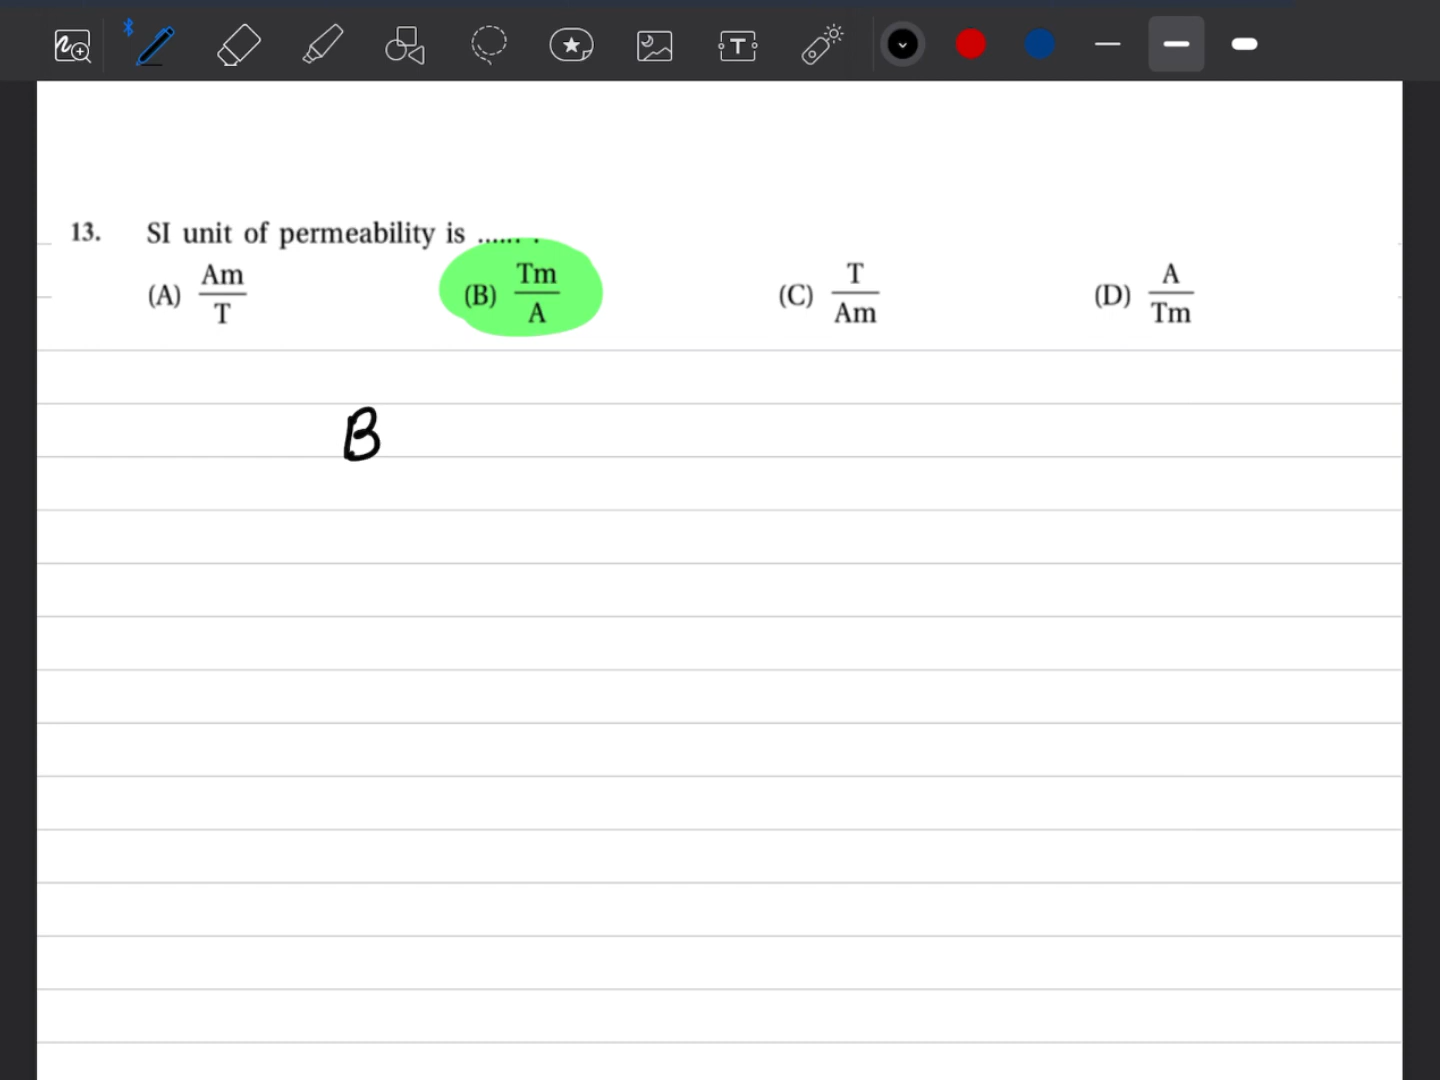 13. SI unit of permeability is ...... .
(A) Am/T (B) Tm/A (C) T/Am (D) A/Tm
B